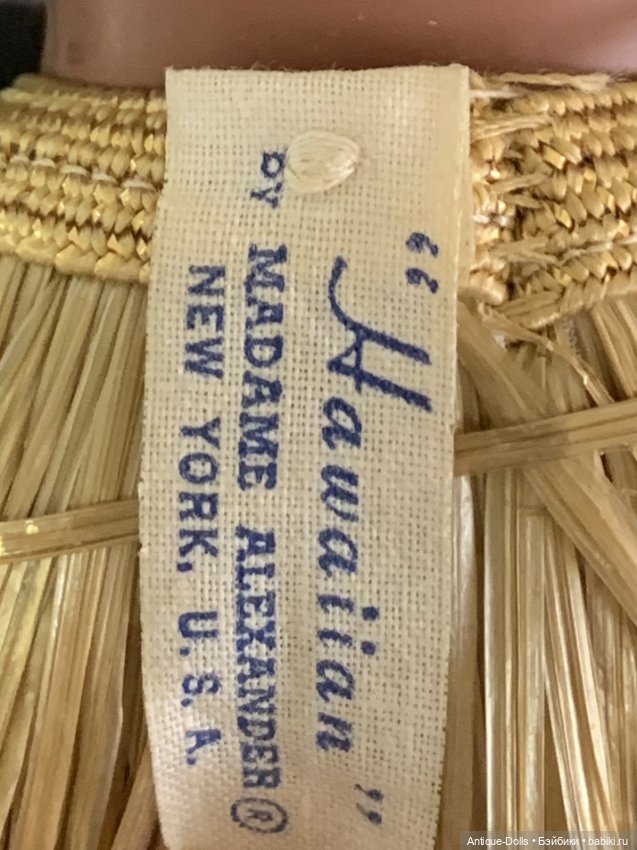 “Hawaiian”
BY MADAME ALEXANDER®
NEW YORK, U.S.A.
Antique-Dolls • Бэйбики • babiki.ru